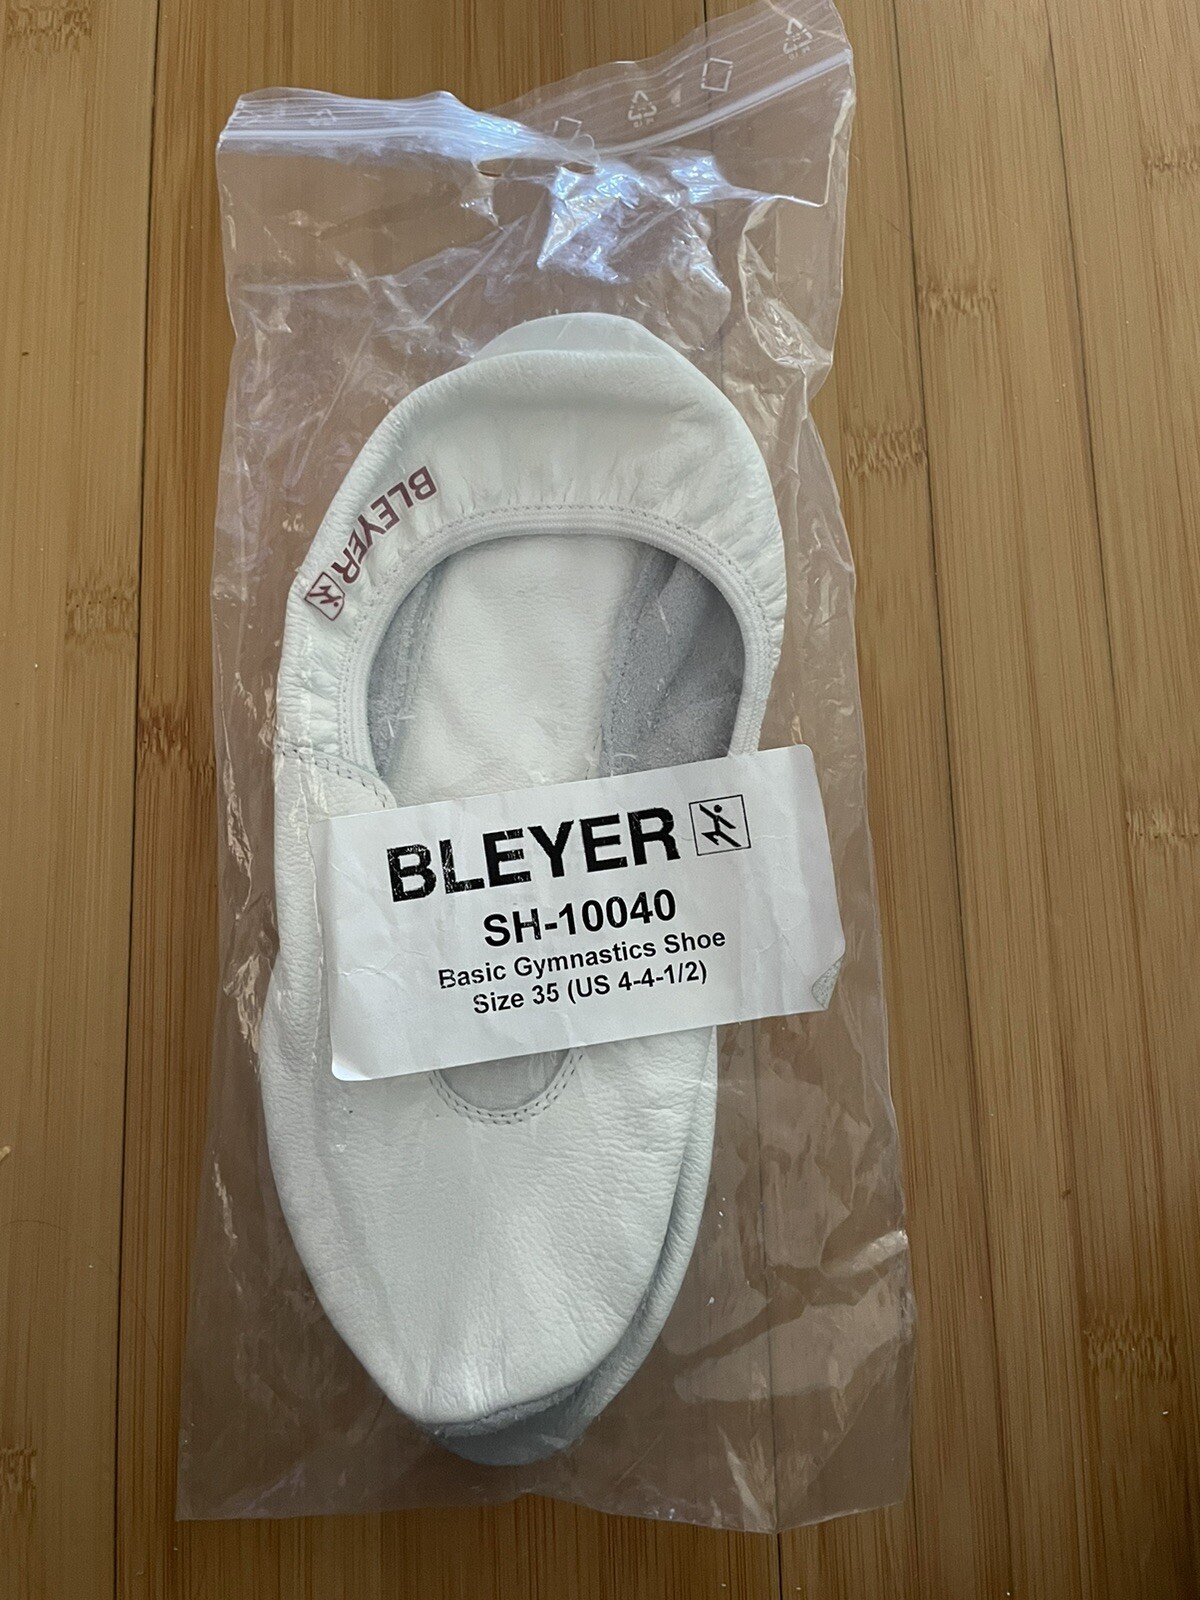 BLEYER
BLEYER
SH-10040
Basic Gymnastics Shoe
Size 35 (US 4-4-1/2)